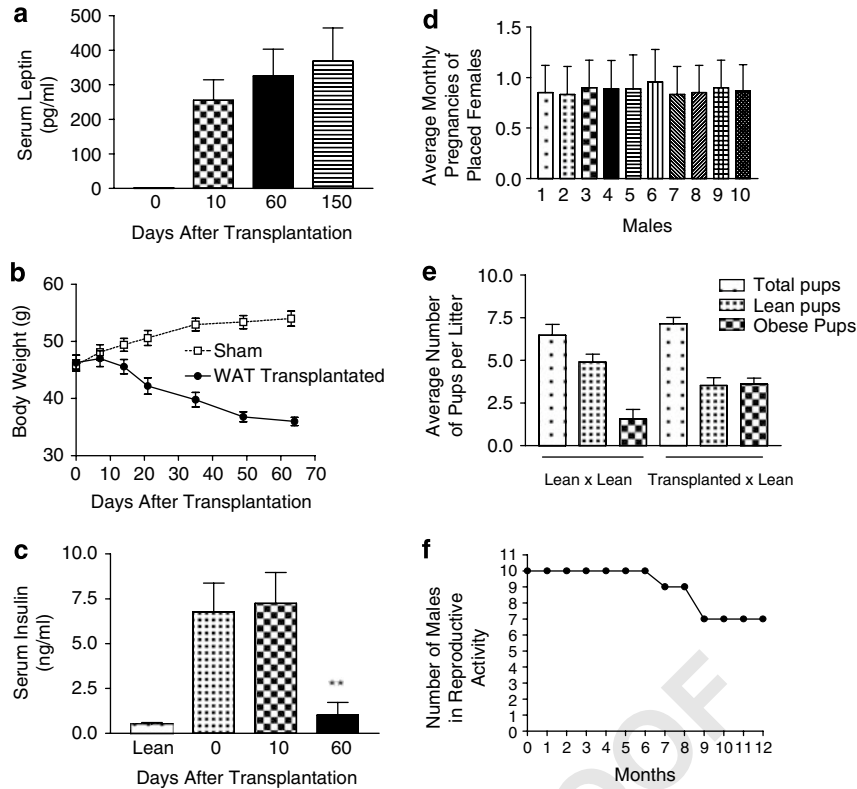 a
Serum Leptin
(pg/ml)
500
400
300
200
100
0
0 10 60 150
Days After Transplantation
b
Body Weight (g)
60
50
40
30
Sham
WAT Transplantated
0 10 20 30 40 50 60 70
Days After Transplantation
c
Serum Insulin
(ng/ml)
10.0
7.5
5.0
2.5
0.0
**
Lean 0 10 60
Days After Transplantation
d
Average Monthly
Pregnancies of
Placed Females
1.5
1.0
0.5
0.0
1 2 3 4 5 6 7 8 9 10
Males
e
Average Number
of Pups per Litter
10.0
7.5
5.0
2.5
0.0
Total pups
Lean pups
Obese Pups
Lean x Lean Transplanted x Lean
f
Number of Males
in Reproductive
Activity
11
10
9
8
7
6
5
4
3
2
1
0
0 1 2 3 4 5 6 7 8 9 10 11 12
Months
OOF